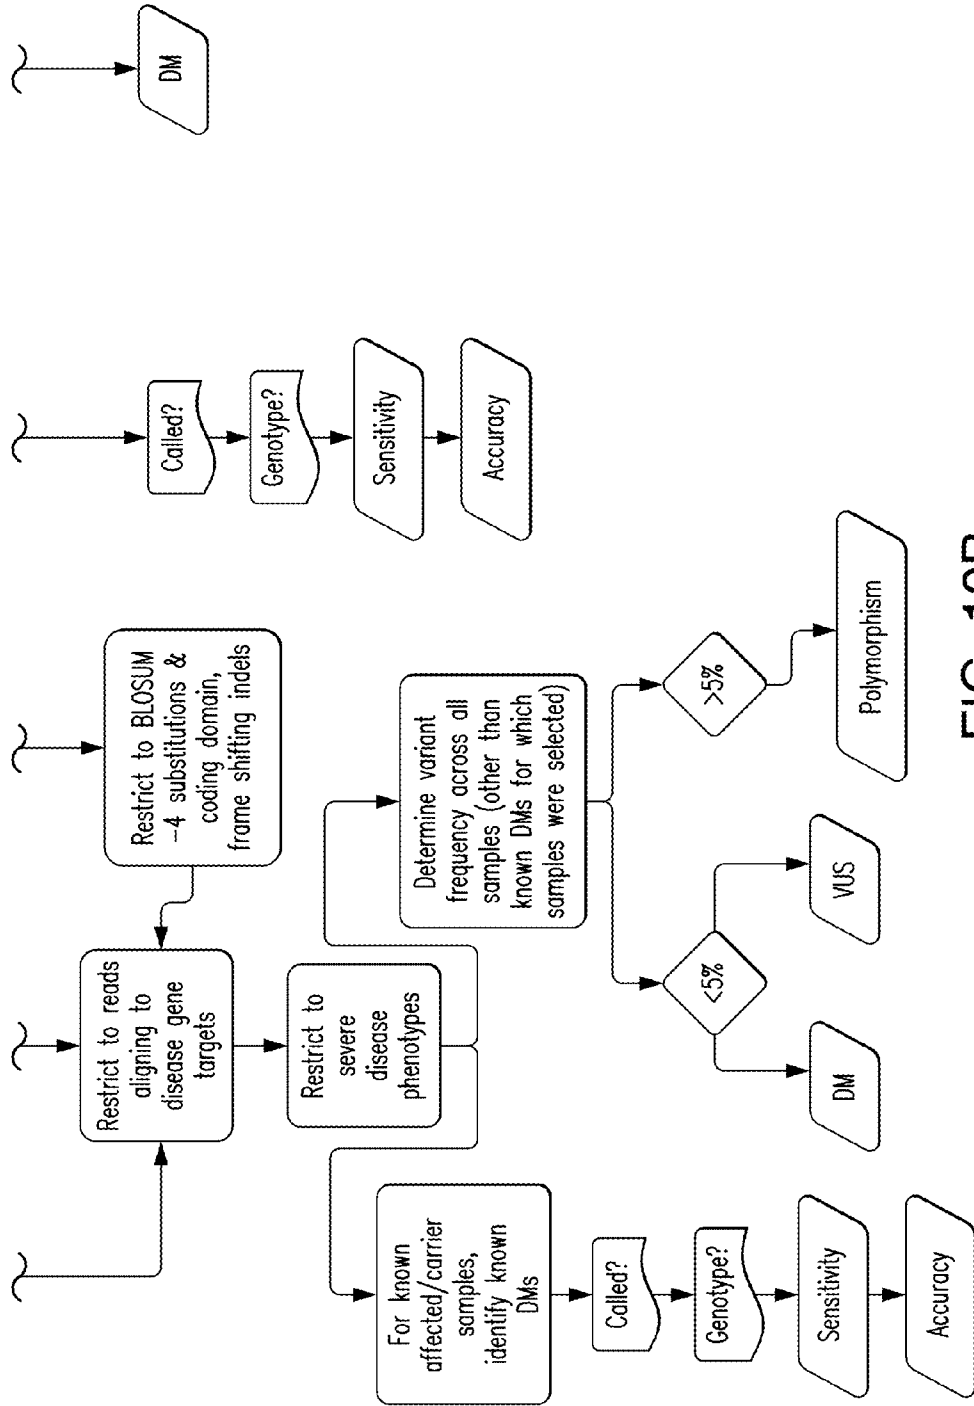 Restrict to reads
aligning to
disease gene
targets
Restrict to BLOSUM
-4 substitutions &
coding domain,
frame shifting indels
Called?
Genotype?
Sensitivity
Accuracy
DM
Restrict to
severe
disease
phenotypes
For known
affected/carrier
samples,
identify known
DMs
Determine variant
frequency across all
samples (other than
known DMs for which
samples were selected)
Called?
Genotype?
Sensitivity
Accuracy
<5%
>5%
DM
VUS
Polymorphism
FIG.